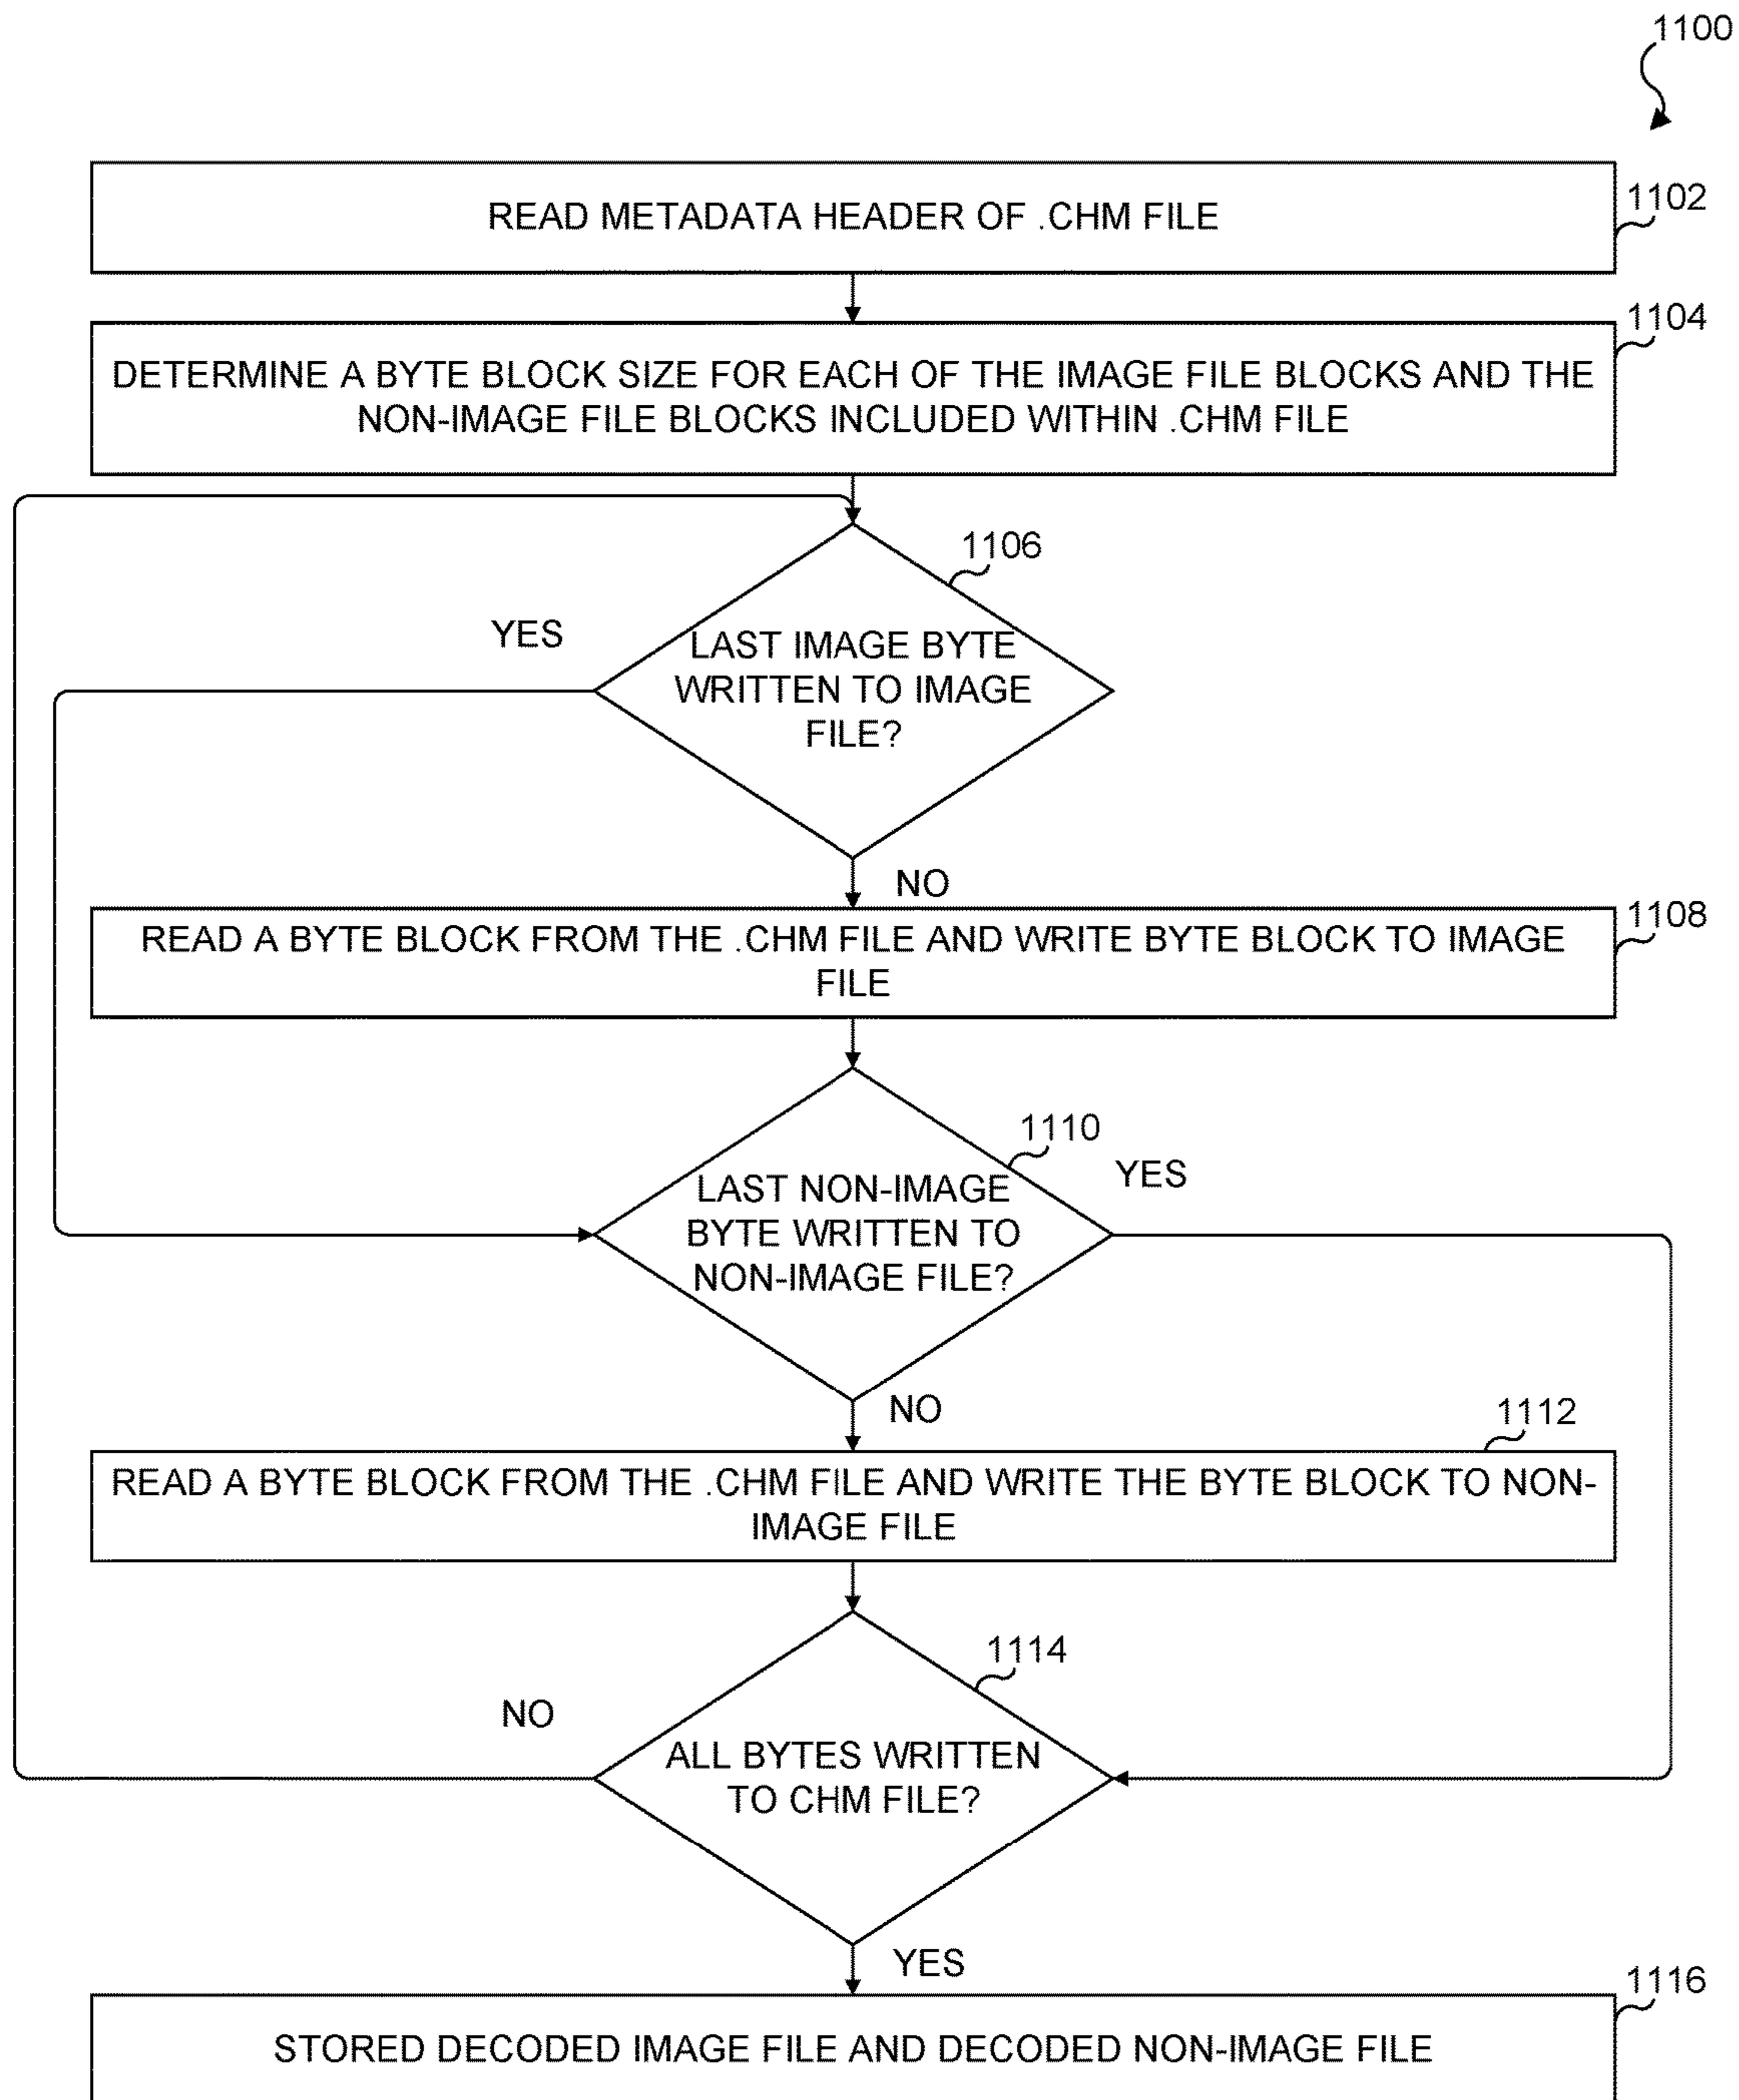 1100
READ METADATA HEADER OF .CHM FILE
1102
1104
DETERMINE A BYTE BLOCK SIZE FOR EACH OF THE IMAGE FILE BLOCKS AND THE
NON-IMAGE FILE BLOCKS INCLUDED WITHIN .CHM FILE
1106
YES
LAST IMAGE BYTE
WRITTEN TO IMAGE
FILE?
NO
1108
READ A BYTE BLOCK FROM THE .CHM FILE AND WRITE BYTE BLOCK TO IMAGE
FILE
1110
YES
LAST NON-IMAGE
BYTE WRITTEN TO
NON-IMAGE FILE?
NO
1112
READ A BYTE BLOCK FROM THE .CHM FILE AND WRITE THE BYTE BLOCK TO NON-
IMAGE FILE
1114
NO
ALL BYTES WRITTEN
TO CHM FILE?
YES
1116
STORED DECODED IMAGE FILE AND DECODED NON-IMAGE FILE